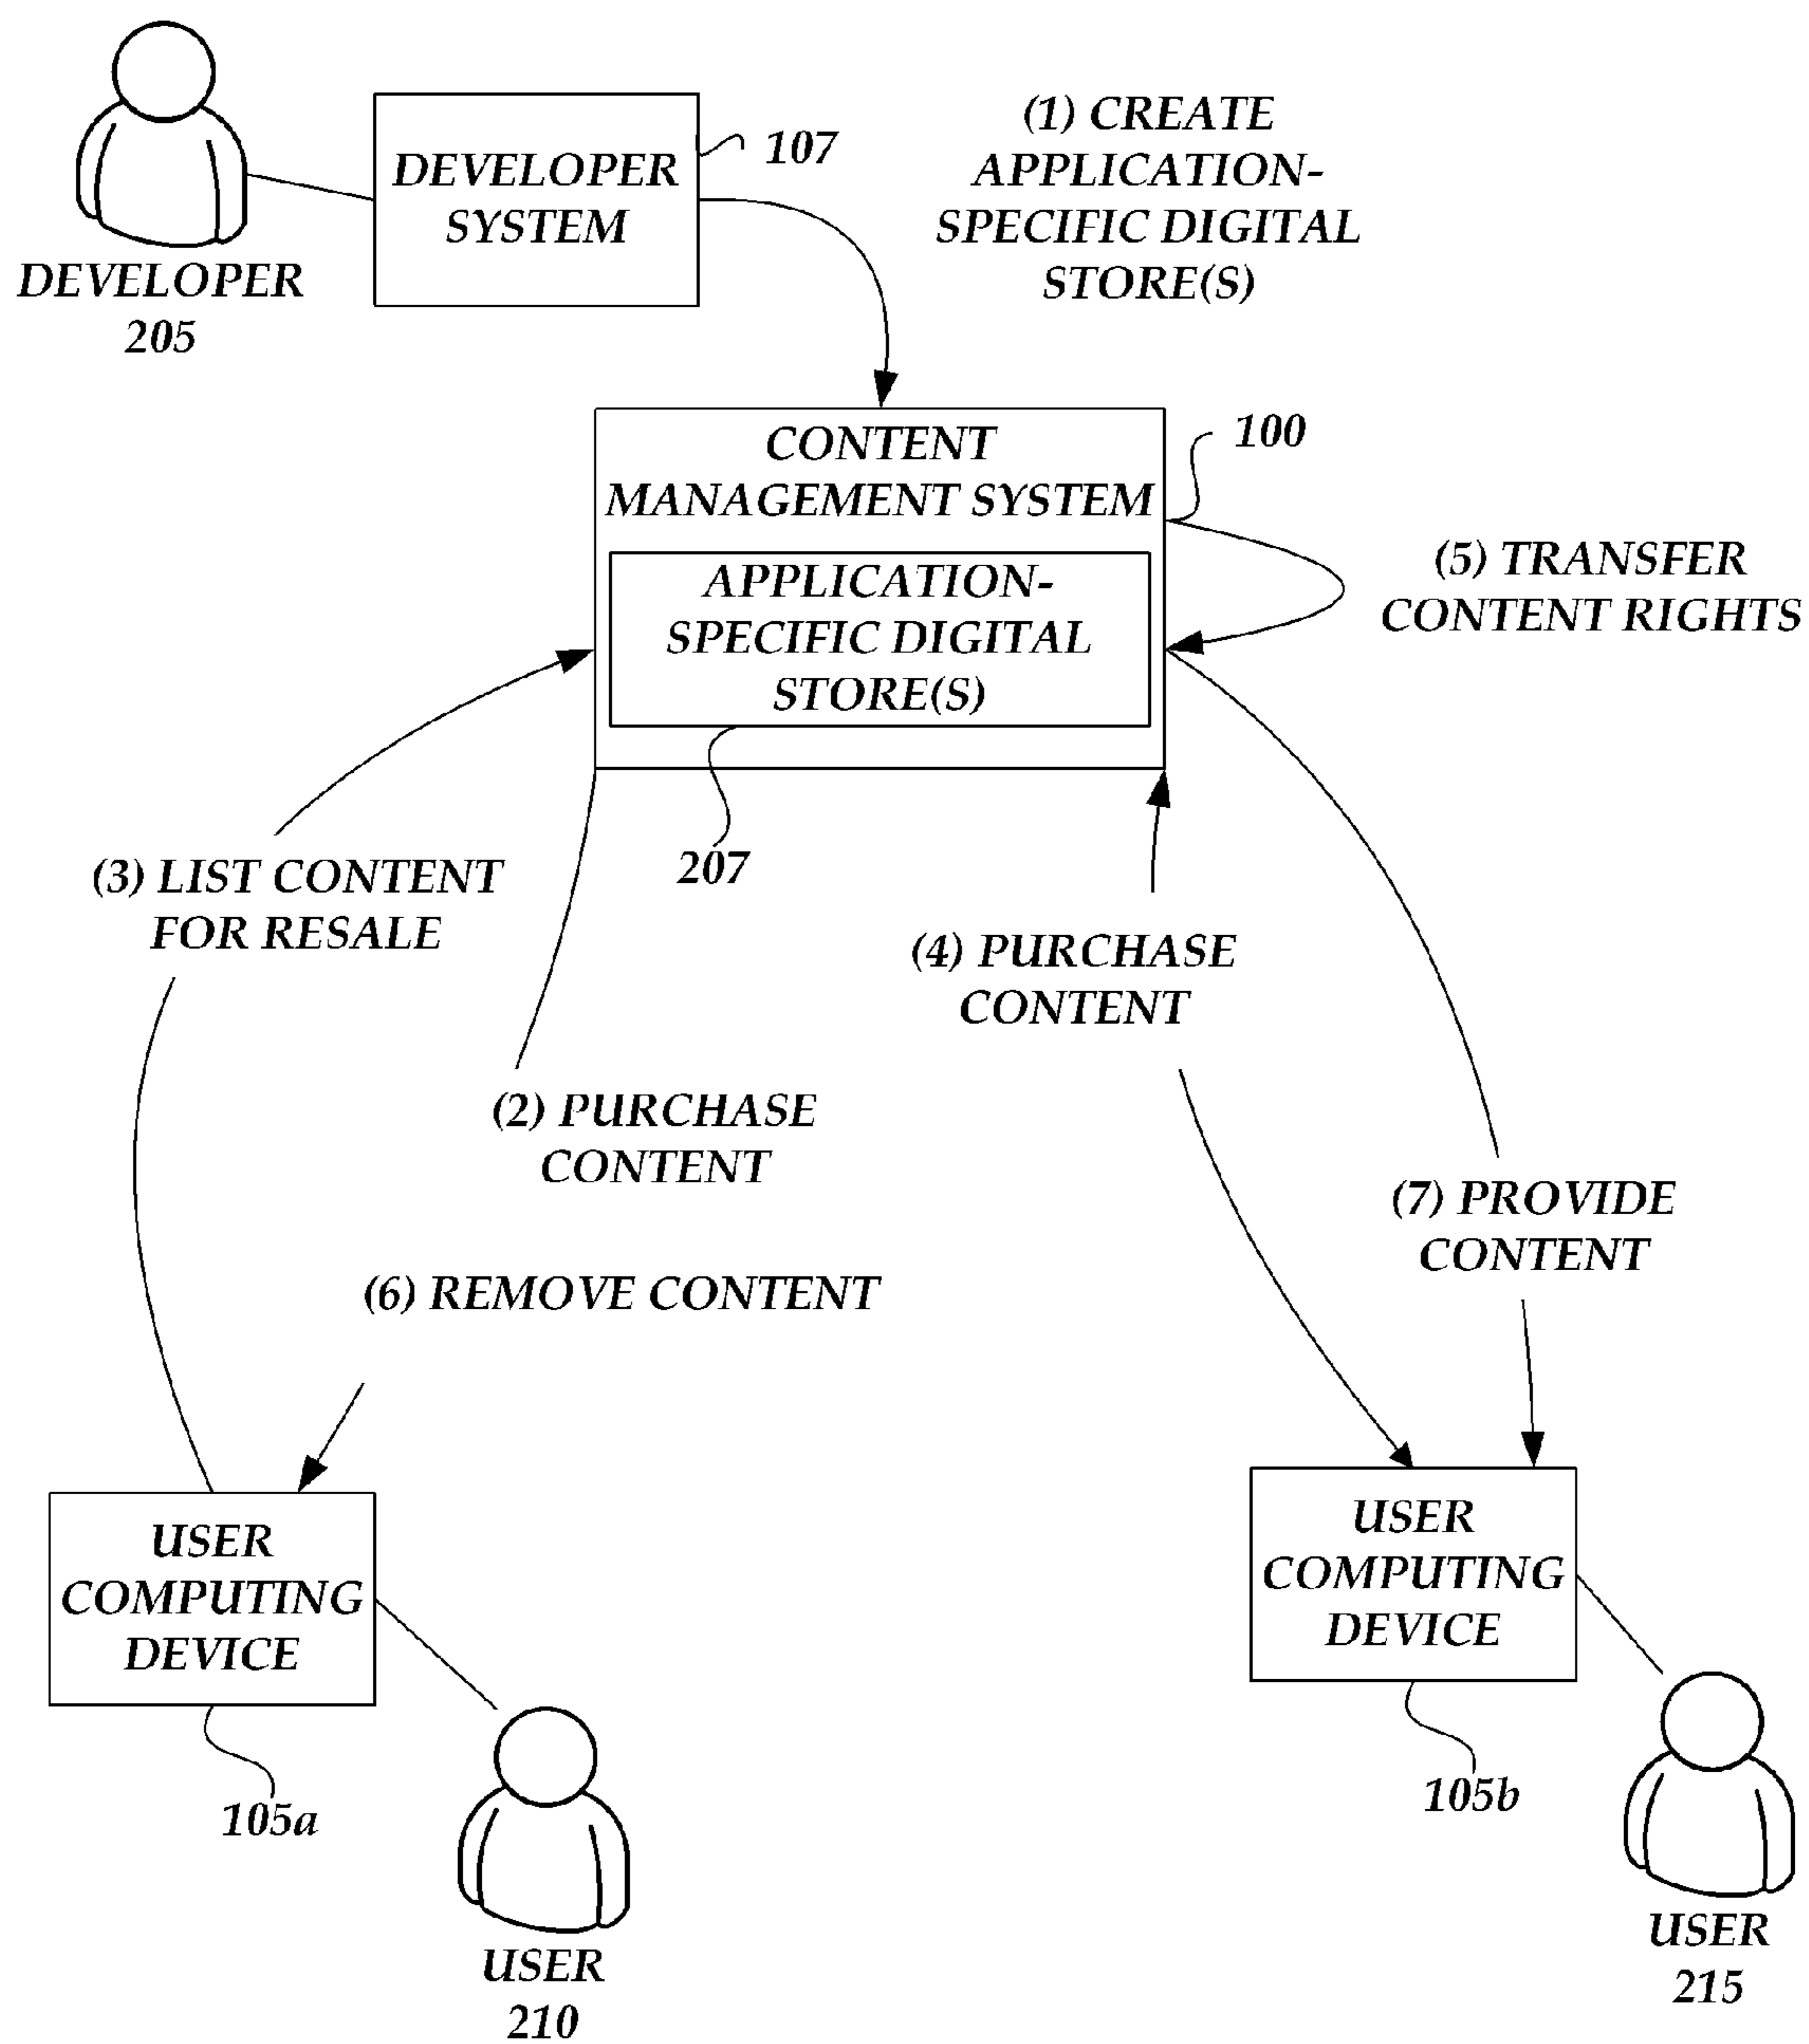 DEVELOPER
205
DEVELOPER
SYSTEM
107
(1) CREATE
APPLICATION-
SPECIFIC DIGITAL
STORE(S)
CONTENT
MANAGEMENT SYSTEM
100
APPLICATION-
SPECIFIC DIGITAL
STORE(S)
207
(5) TRANSFER
CONTENT RIGHTS
(3) LIST CONTENT
FOR RESALE
(4) PURCHASE
CONTENT
(2) PURCHASE
CONTENT
(7) PROVIDE
CONTENT
(6) REMOVE CONTENT
USER
COMPUTING
DEVICE
105a
USER
210
USER
COMPUTING
DEVICE
105b
USER
215